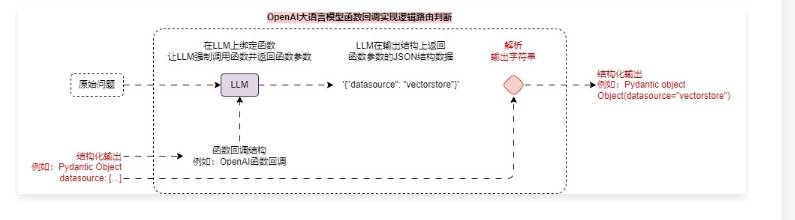 OpenAI大语言模型函数回调实现逻辑路由判断
在LLM上绑定函数
让LLM强制调用函数并返回函数参数
LLM在输出结构上返回
函数参数的JSON结构数据
解析
输出字符串
原始问题
LLM
'{"datasource": "vectorstore"}'
结构化输出
例如：Pydantic object
Object(datasource="vectorstore")
函数回调结构
例如：OpenAI函数回调
结构化输出
例如：Pydantic Object
datasource: [...]